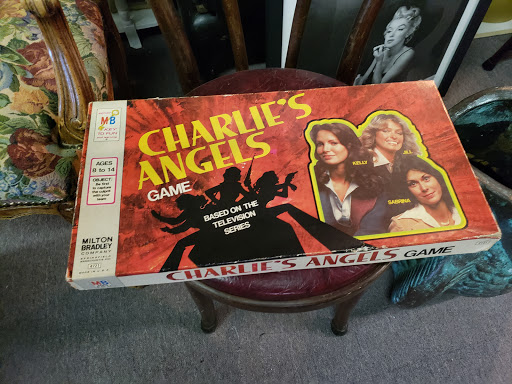 MB
AGES
8 to 14
OBJECT:
MILTON
BRADLEY
COMPANY
CHARLIE'S
ANGELS
GAME
BASED ON THE
TELEVISION
SERIES
KELLY
SABRINA
CHARLIE'S ANGELS GAME